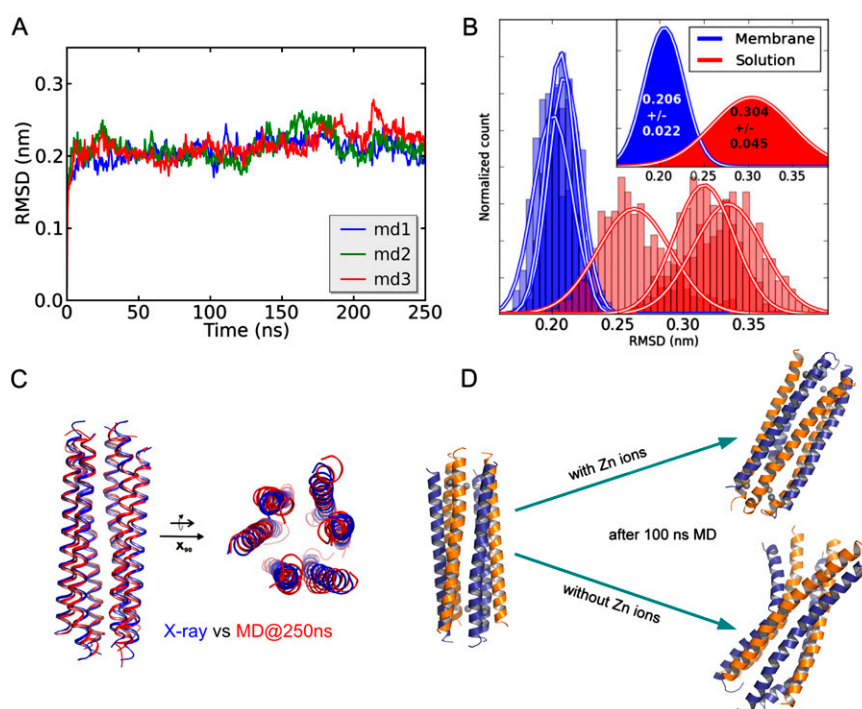 A
RMSD (nm)
0.3
0.2
0.1
0.0
0
50
100
150
200
250
Time (ns)
md1
md2
md3
B
Normalized count
Membrane
Solution
0.206
+/-
0.022
0.304
+/-
0.045
0.20 0.25 0.30 0.35
0.20 0.25 0.30 0.35
RMSD (nm)
C
x₉₀
X-ray vs MD@250ns
D
with Zn ions
after 100 ns MD
without Zn ions